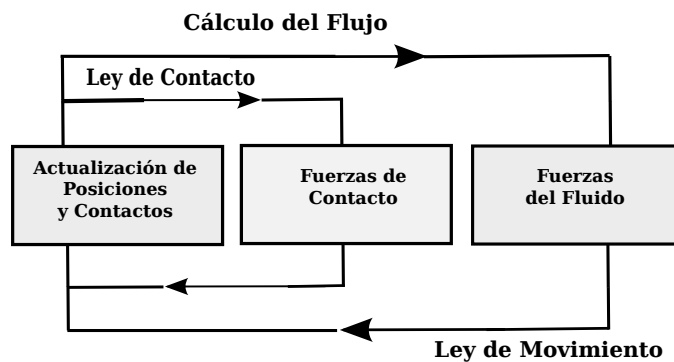 Cálculo del Flujo
Ley de Contacto
Actualización de
Posiciones
y Contactos
Fuerzas de
Contacto
Fuerzas
del Fluido
Ley de Movimiento